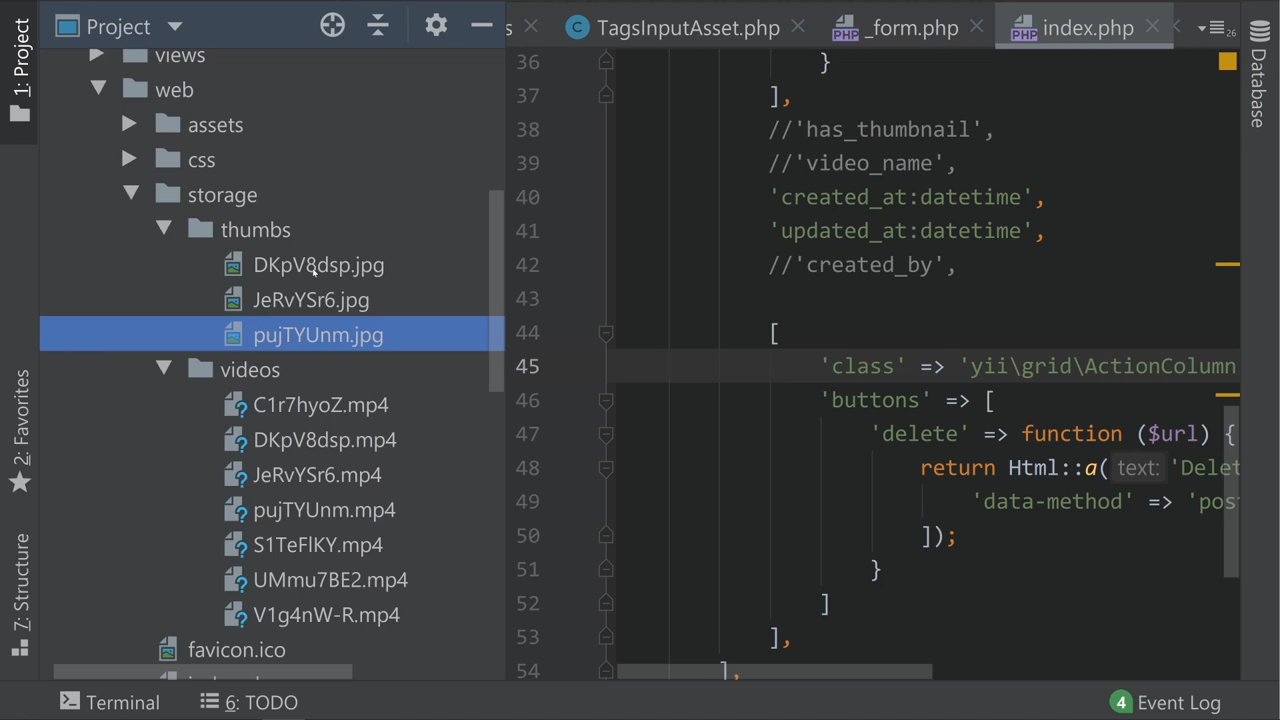 Project
TagsInputAsset.php
_form.php
index.php
26
1: Project
2: Favorites
7: Structure
Database
views
web
assets
css
storage
thumbs
DKpV8dsp.jpg
JeRvYSr6.jpg
pujTYUnm.jpg
videos
C1r7hyoZ.mp4
DKpV8dsp.mp4
JeRvYSr6.mp4
pujTYUnm.mp4
S1TeFlKY.mp4
UMmu7BE2.mp4
V1g4nW-R.mp4
favicon.ico
36 }
37 ],
38 //'has_thumbnail',
39 //'video_name',
40 'created_at:datetime',
41 'updated_at:datetime',
42 //'created_by',
43
44 [
45 'class' => 'yii\grid\ActionColumn
46 'buttons' => [
47 'delete' => function ($url) {
48 return Html::a( text: 'Delet
49 'data-method' => 'pos
50 ]);
51 }
52 ]
53 ],
54 ],
Terminal
6: TODO
4 Event Log